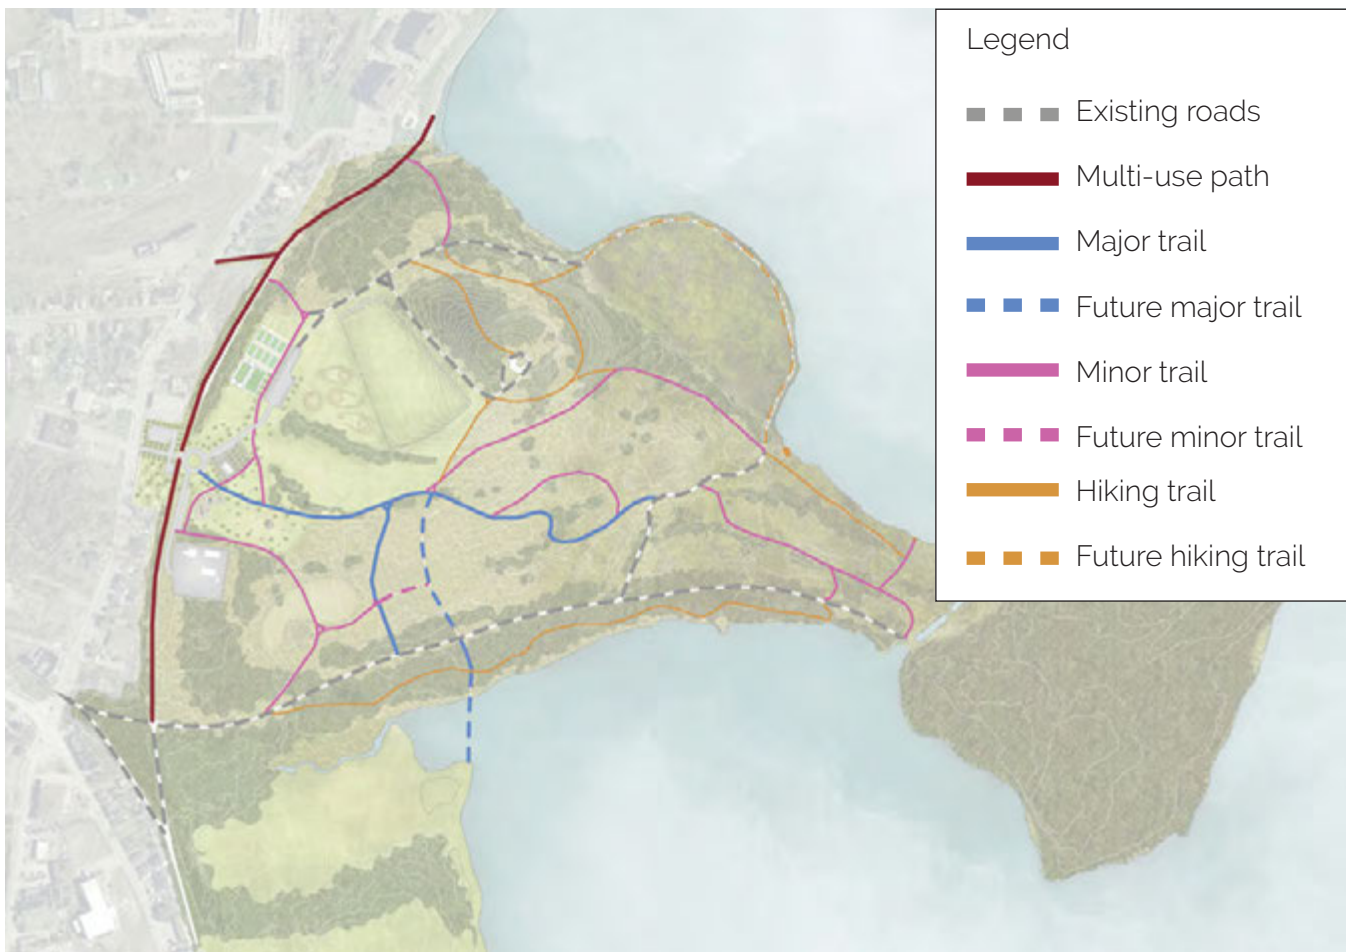 Legend
Existing roads
Multi-use path
Major trail
Future major trail
Minor trail
Future minor trail
Hiking trail
Future hiking trail